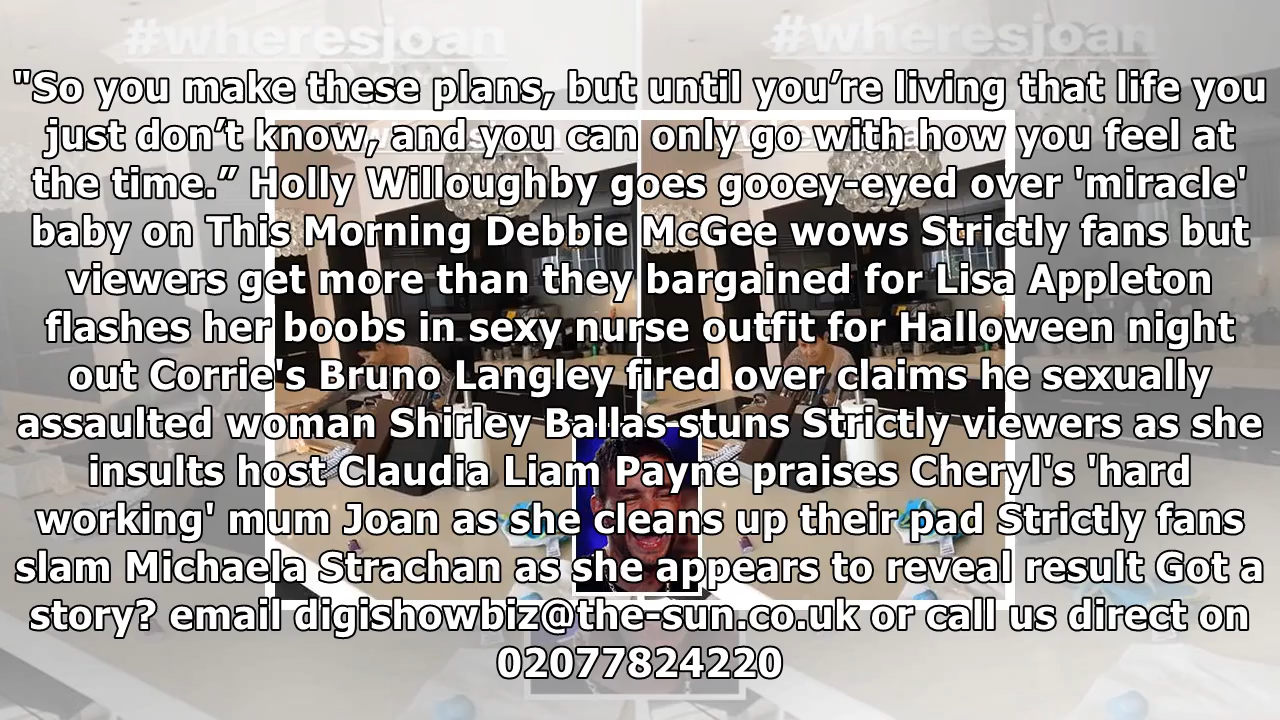 #wheresjoan #wheresjoan
"So you make these plans, but until you’re living that life you
just don’t know, and you can only go with how you feel at
the time.” Holly Willoughby goes gooey-eyed over 'miracle'
baby on This Morning Debbie McGee wows Strictly fans but
viewers get more than they bargained for Lisa Appleton
flashes her boobs in sexy nurse outfit for Halloween night
out Corrie's Bruno Langley fired over claims he sexually
assaulted woman Shirley Ballas stuns Strictly viewers as she
insults host Claudia Liam Payne praises Cheryl's 'hard
working' mum Joan as she cleans up their pad Strictly fans
slam Michaela Strachan as she appears to reveal result Got a
story? email digishowbiz@the-sun.co.uk or call us direct on
02077824220